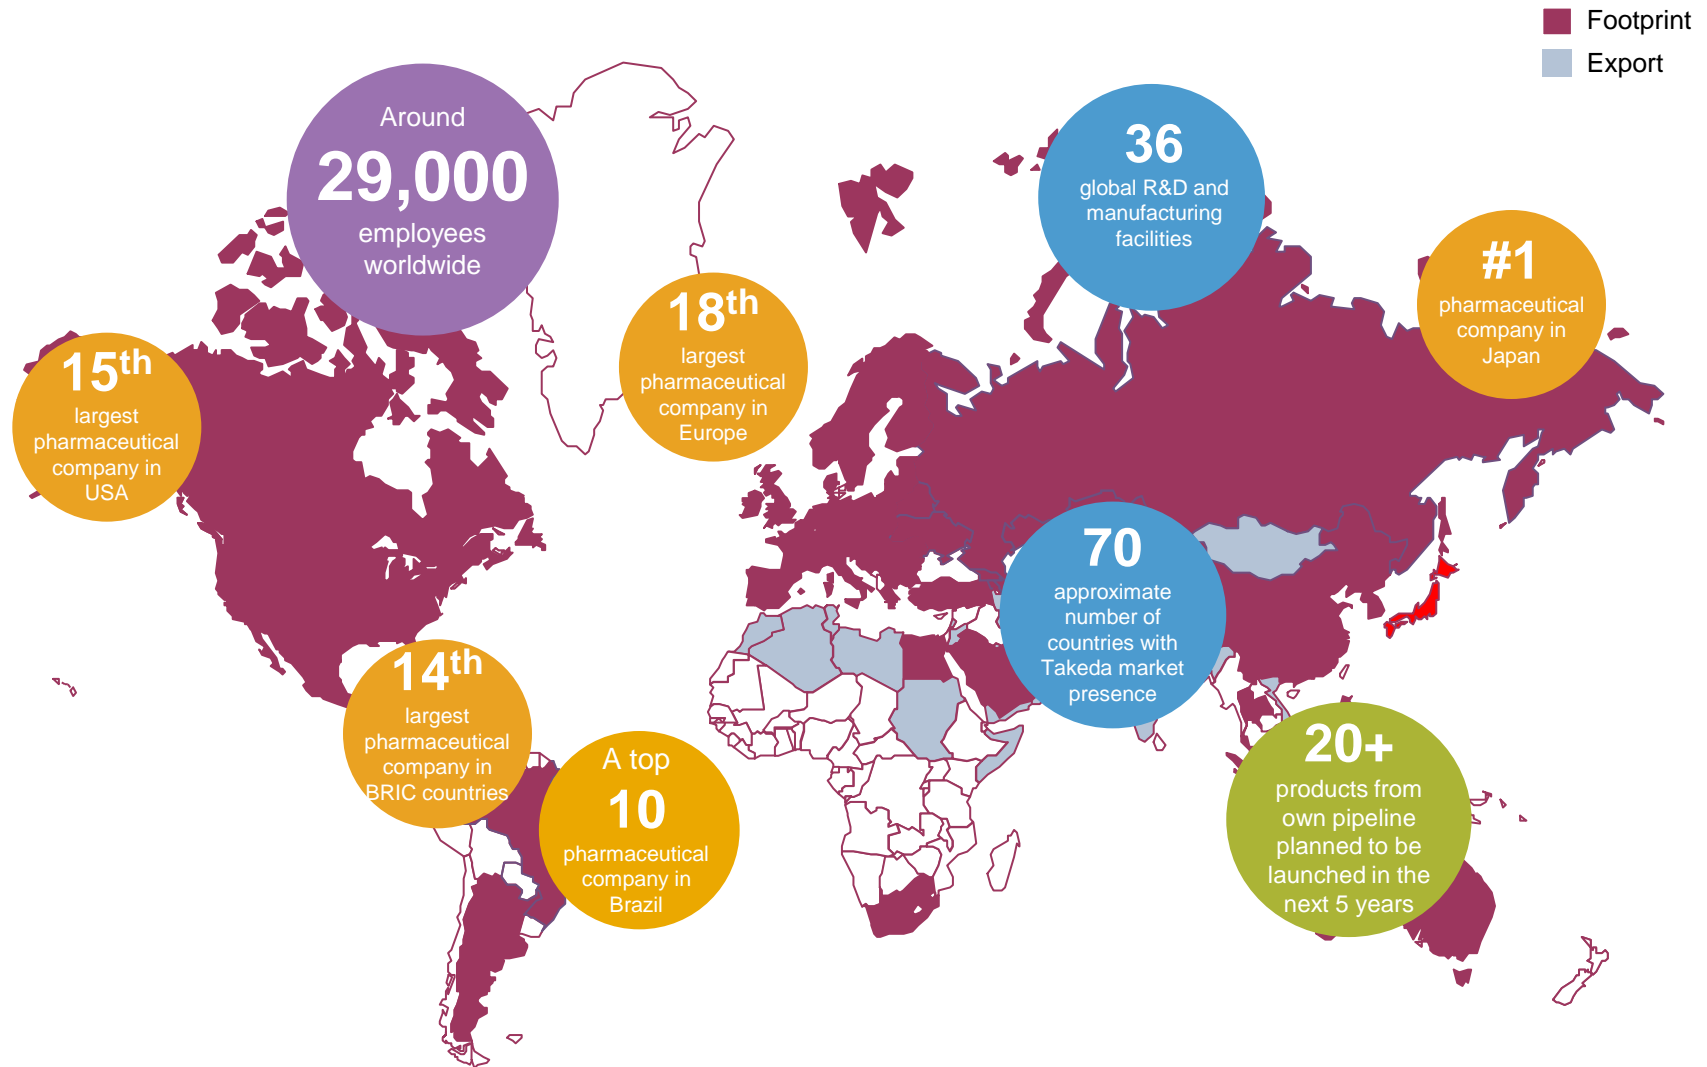 Footprint
Export
Around
29,000
employees
worldwide
36
global R&D and
manufacturing
facilities
#1
pharmaceutical
company in
Japan
18th
largest
pharmaceutical
company in
Europe
15th
largest
pharmaceutical
company in
USA
70
approximate
number of
countries with
Takeda market
presence
14th
largest
pharmaceutical
company in
BRIC countries
A top
10
pharmaceutical
company in
Brazil
20+
products from
own pipeline
planned to be
launched in the
next 5 years